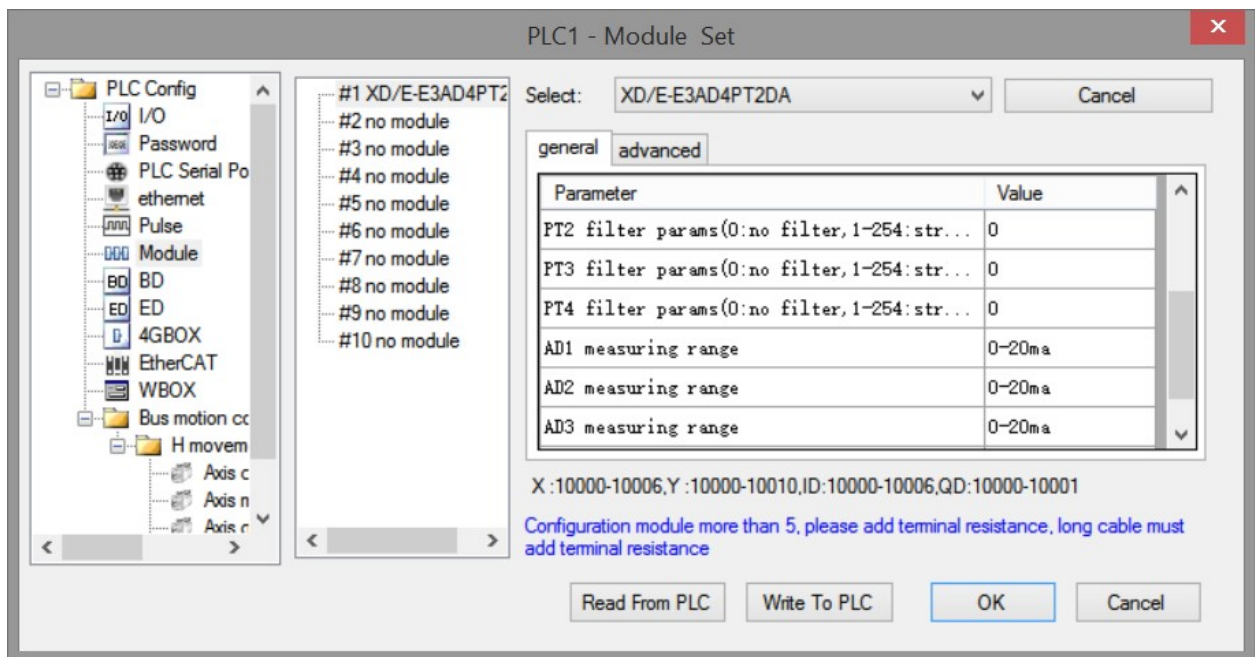 PLC1 - Module Set
PLC Config
I/O
Password
PLC Serial Po
ethernet
Pulse
Module
BD
ED
4GBOX
EtherCAT
WBOX
Bus motion cc
H movem
Axis c
Axis n
Axis c
#1 XD/E-E3AD4PT2
#2 no module
#3 no module
#4 no module
#5 no module
#6 no module
#7 no module
#8 no module
#9 no module
#10 no module
Select: XD/E-E3AD4PT2DA Cancel
general advanced
Parameter Value
PT2 filter params(0:no filter,1-254:str... 0
PT3 filter params(0:no filter,1-254:str... 0
PT4 filter params(0:no filter,1-254:str... 0
AD1 measuring range 0-20ma
AD2 measuring range 0-20ma
AD3 measuring range 0-20ma
X :10000-10006,Y :10000-10010,ID:10000-10006,QD:10000-10001
Configuration module more than 5, please add terminal resistance, long cable must
add terminal resistance
Read From PLC Write To PLC OK Cancel